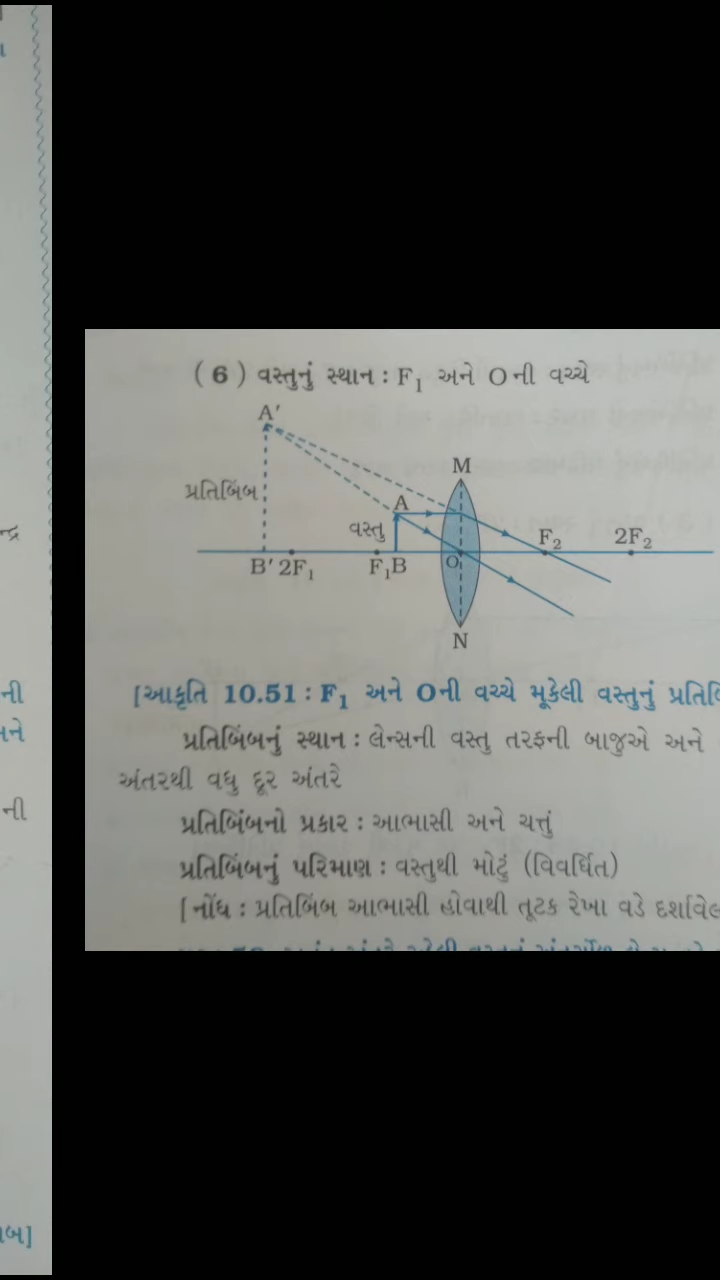 ( 6 ) વસ્તુનું સ્થાન : F₁ અને O ની વચ્ચે
A′
M
પ્રતિબિંબ
A
વસ્તુ
F₂ 2F₂
B′ 2F₁ F₁ B O
N
[આકૃતિ 10.51 : F₁ અને Oની વચ્ચે મૂકેલી વસ્તુનું
પ્રતિબિંબનું સ્થાન : લેન્સની વસ્તુ તરફની બાજુએ અને
અંતરથી વધુ દૂર અંતરે
પ્રતિબિંબનો પ્રકાર : આભાસી અને ચત્તું
પ્રતિબિંબનું પરિમાણ : વસ્તુથી મોટું (વિવર્ધિત)
[નોંધ : પ્રતિબિંબ આભાસી હોવાથી તૂટક રેખા વડે
ની
ની